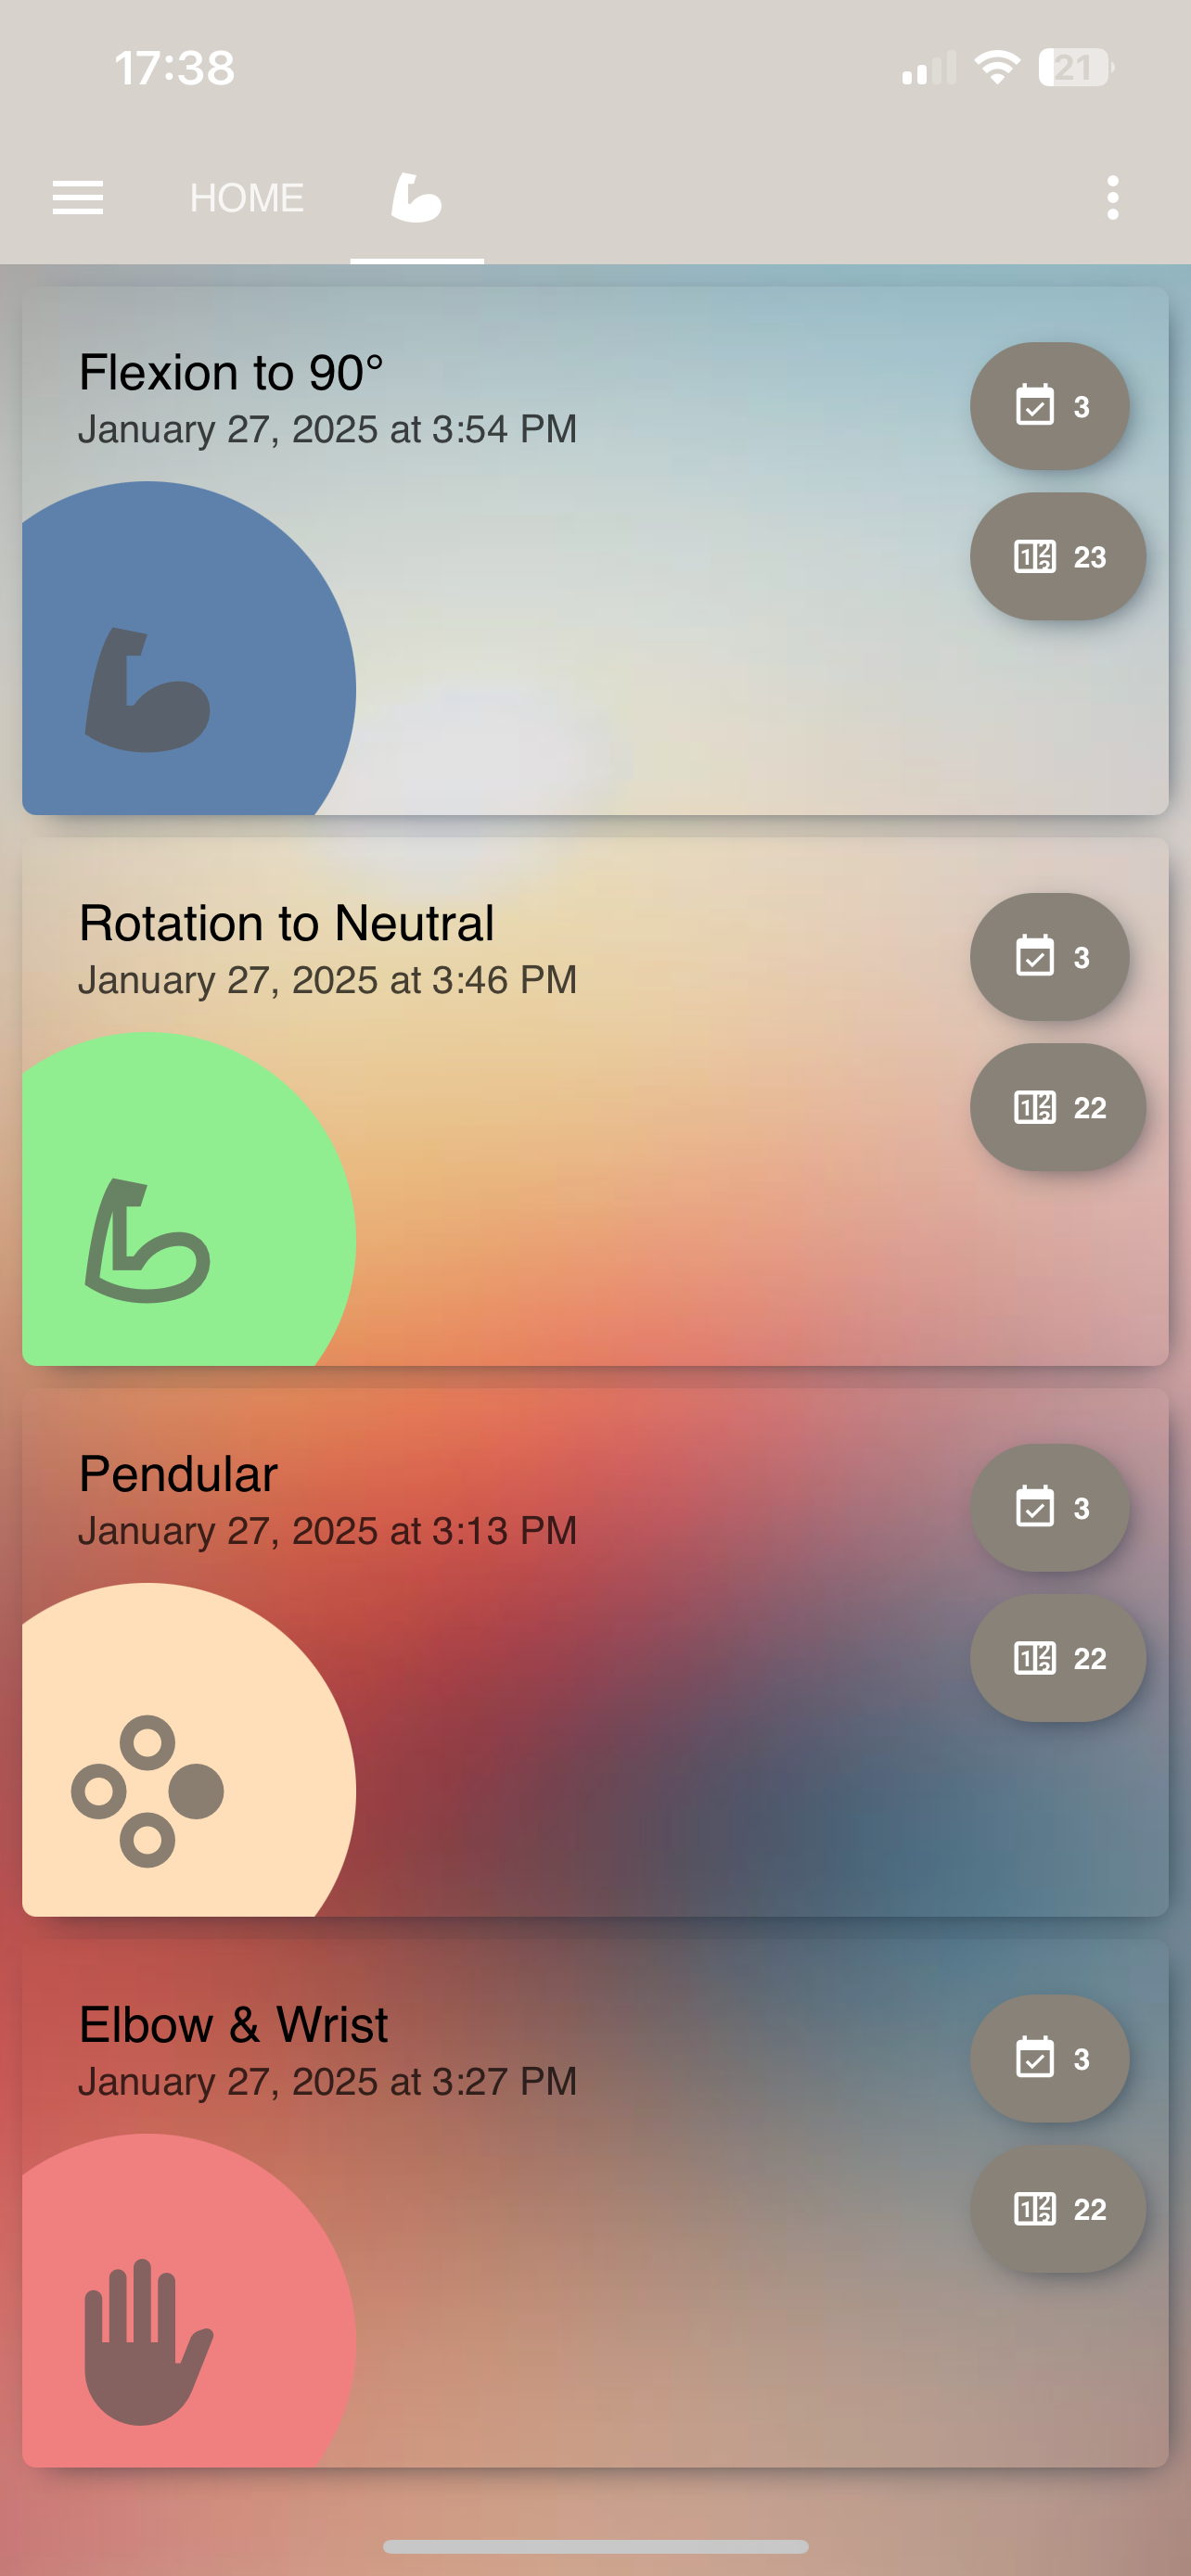 17:38
21
HOME
Flexion to 90°
January 27, 2025 at 3:54 PM
3
23
Rotation to Neutral
January 27, 2025 at 3:46 PM
3
22
Pendular
January 27, 2025 at 3:13 PM
3
22
Elbow & Wrist
January 27, 2025 at 3:27 PM
3
22